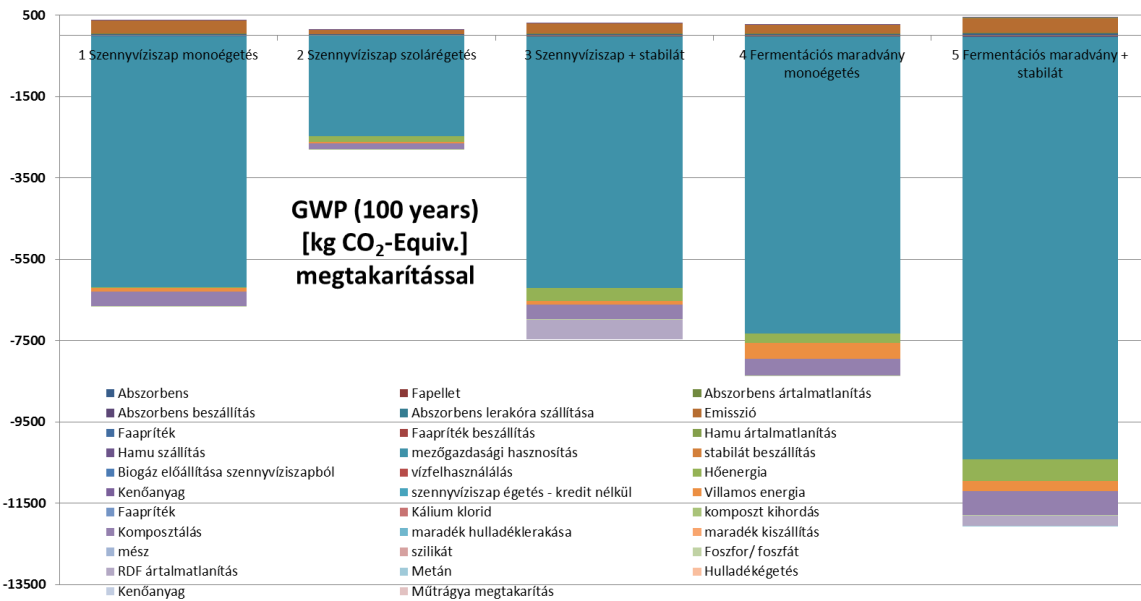 500
1 Szennyvíziszap monoégetés
2 Szennyvíziszap szolárégetés
3 Szennyvíziszap + stabilát
4 Fermentációs maradvány
monoégetés
5 Fermentációs maradvány +
stabilát
-1500
-3500
GWP (100 years)
[kg CO₂-Equiv.]
megtakarítással
-5500
-7500
Abszorbens Fapellet Abszorbens ártalmatlanítás
Abszorbens beszállítás Abszorbens lerakóra szállítása Emisszió
-9500
Faapríték Faapríték beszállítás Hamu ártalmatlanítás
Hamu szállítás mezőgazdasági hasznosítás stabilát beszállítás
Biogáz előállítása szennyvíziszapból vízfelhasználálás Hőenergia
Kenőanyag szennyvíziszap égetés - kredit nélkül Villamos energia
-11500
Faapríték Kálium klorid komposzt kihordás
Komposztálás maradék hulladéklerakása maradék kiszállítás
mész szilikát Foszfor/ foszfát
RDF ártalmatlanítás Metán Hulladékégetés
-13500
Kenőanyag Műtrágya megtakarítás